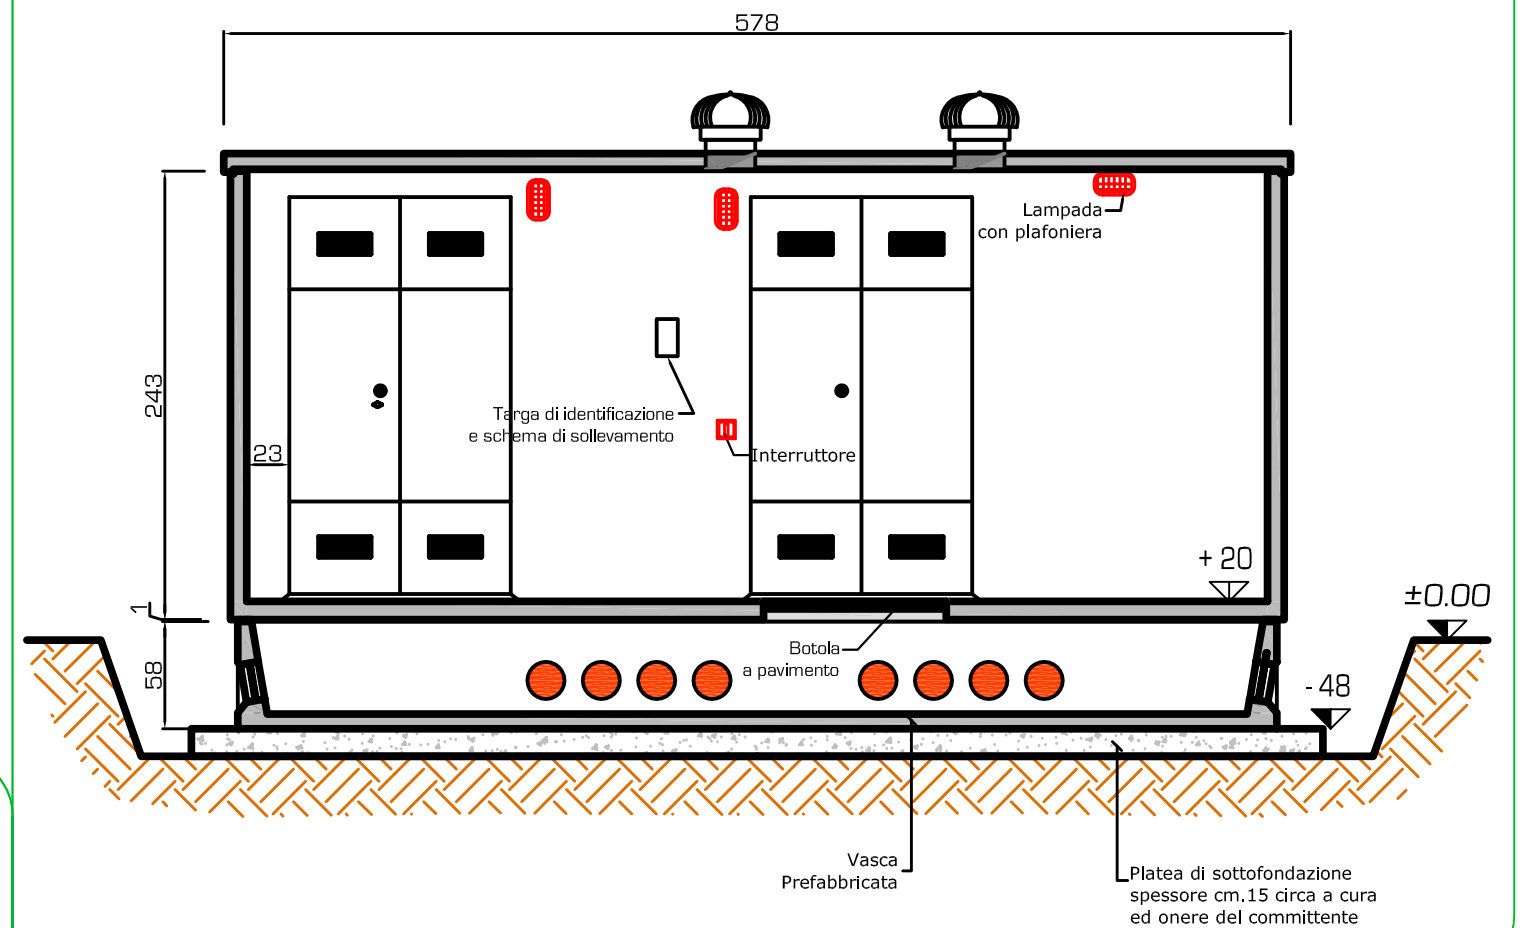 578
Lampada
con plafoniera
243
Targa di identificazione
e schema di sollevamento
23
Interruttore
+ 20
±0.00
1
58
Botola
a pavimento
- 48
Vasca
Prefabbricata
Platea di sottofondazione
spessore cm.15 circa a cura
ed onere del committente